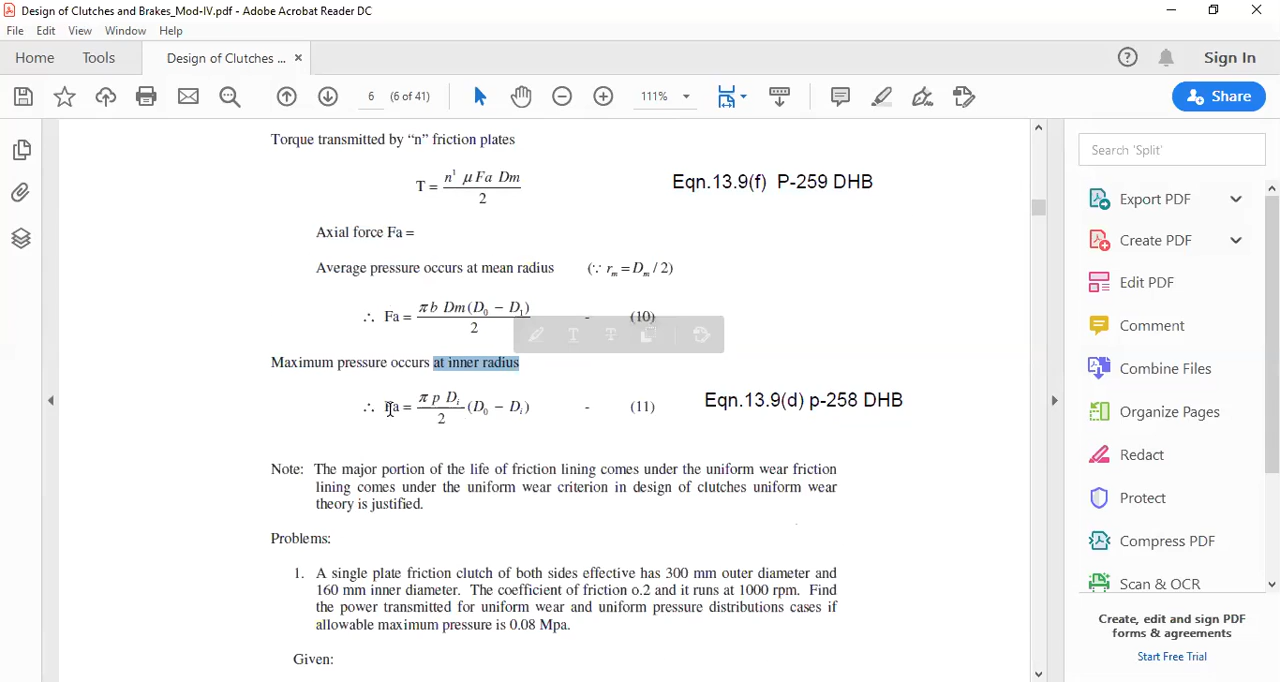 Design of Clutches and Brakes_Mod-IV.pdf - Adobe Acrobat Reader DC
File Edit View Window Help
Home Tools Design of Clutches ... × Sign In
6 (6 of 41) 111% Share
Torque transmitted by “n” friction plates
T = n¹ μ Fa Dm / 2
Eqn.13.9(f) P-259 DHB
Axial force Fa =
Average pressure occurs at mean radius (∵ rm = Dm / 2)
∴ Fa = π b Dm (D0 − D1) / 2 - (10)
Maximum pressure occurs at inner radius
∴ Fa = π p Di / 2 (D0 − Di) - (11)
Eqn.13.9(d) p-258 DHB
Note: The major portion of the life of friction lining comes under the uniform wear friction
lining comes under the uniform wear criterion in design of clutches uniform wear
theory is justified.
Problems:
1. A single plate friction clutch of both sides effective has 300 mm outer diameter and
160 mm inner diameter. The coefficient of friction o.2 and it runs at 1000 rpm. Find
the power transmitted for uniform wear and uniform pressure distributions cases if
allowable maximum pressure is 0.08 Mpa.
Given:
Search 'Split'
Export PDF
Create PDF
Edit PDF
Comment
Combine Files
Organize Pages
Redact
Protect
Compress PDF
Scan & OCR
Create, edit and sign PDF
forms & agreements
Start Free Trial